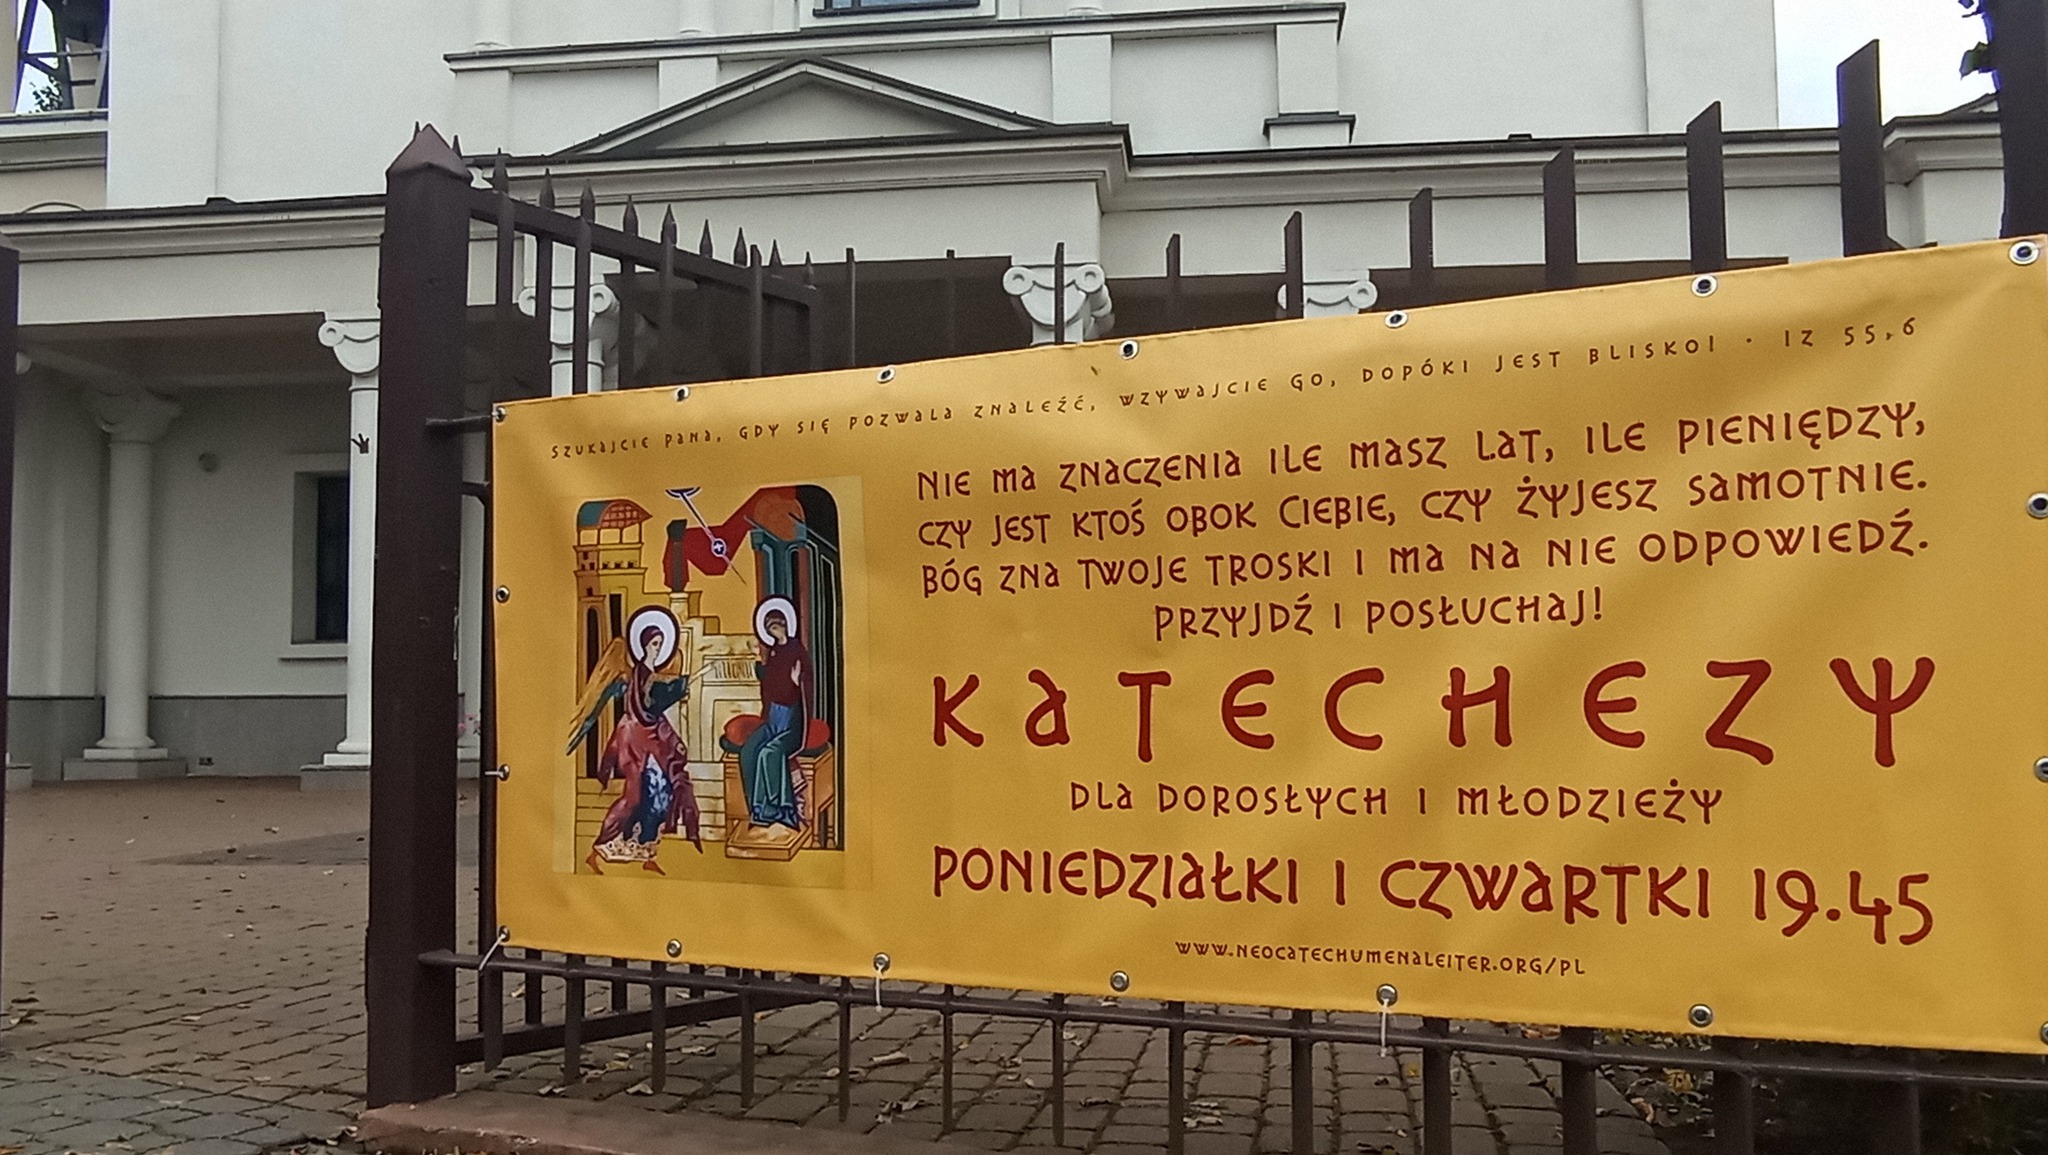 SZUKAJCIE PANA, GDY SIĘ POZWALA ZNALEŹĆ, WZYWAJCIE GO, DOPÓKI JEST BLISKO! · IZ 55,6
NIE MA ZNACZENIA ILE MASZ LAT, ILE PIENIĘDZY,
CZY JEST KTOŚ OBOK CIEBIE, CZY ŻYJESZ SAMOTNIE.
BÓG ZNA TWOJE TROSKI I MA NA NIE ODPOWIEDŹ.
PRZYJDŹ I POSŁUCHAJ!
KATECHEZY
DLA DOROSŁYCH I MŁODZIEŻY
PONIEDZIAŁKI I CZWARTKI 19.45
WWW.NEOCATECHUMENALEITER.ORG/PL